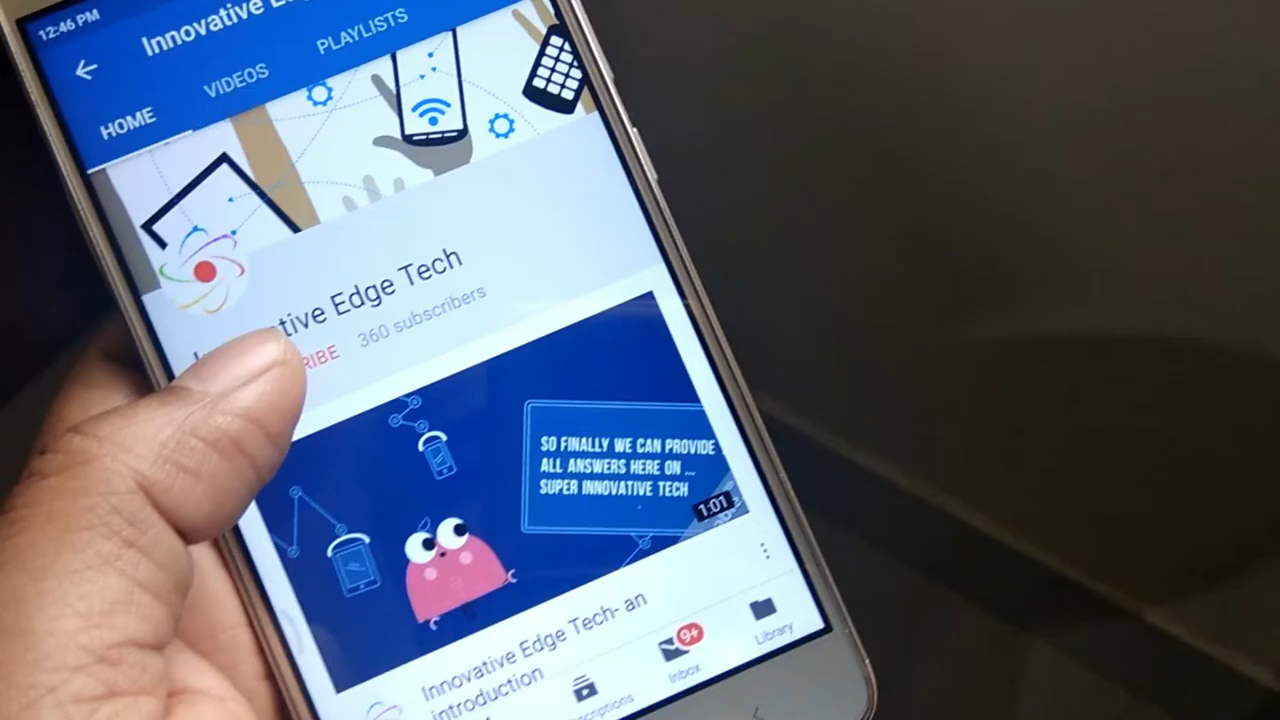 12:46 PM
Innovative
HOME VIDEOS PLAYLISTS
Edge Tech
360 subscribers
SO FINALLY WE CAN PROVIDE
ALL ANSWERS HERE ON ...
SUPER INNOVATIVE TECH
1:01
Innovative Edge Tech- an
introduction
9+
Inbox
Library